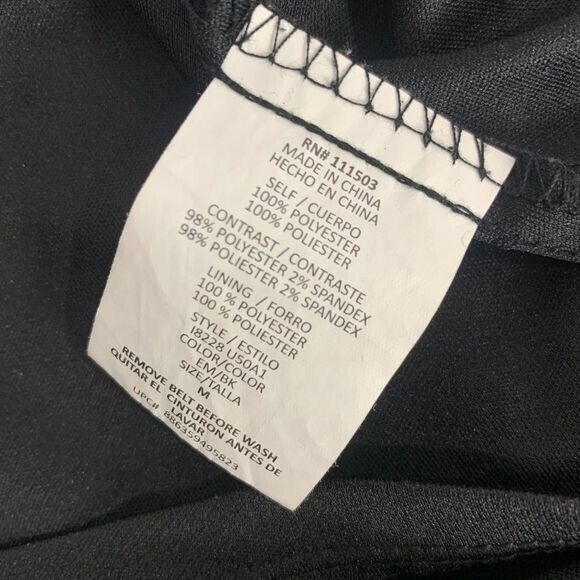 RN# 111503
MADE IN CHINA
HECHO EN CHINA
SELF / CUERPO
100% POLYESTER
100% POLIESTER
CONTRAST / CONTRASTE
98% POLYESTER 2% SPANDEX
98% POLIESTER 2% SPANDEX
LINING / FORRO
100 % POLYESTER
100 % POLIESTER
STYLE / ESTILO
I8228 U50A1
COLOR/COLOR
EM/BK
SIZE/TALLA
M
REMOVE BELT BEFORE WASH
QUITAR EL CINTURON ANTES DE
LAVAR
UPC# 886359495823